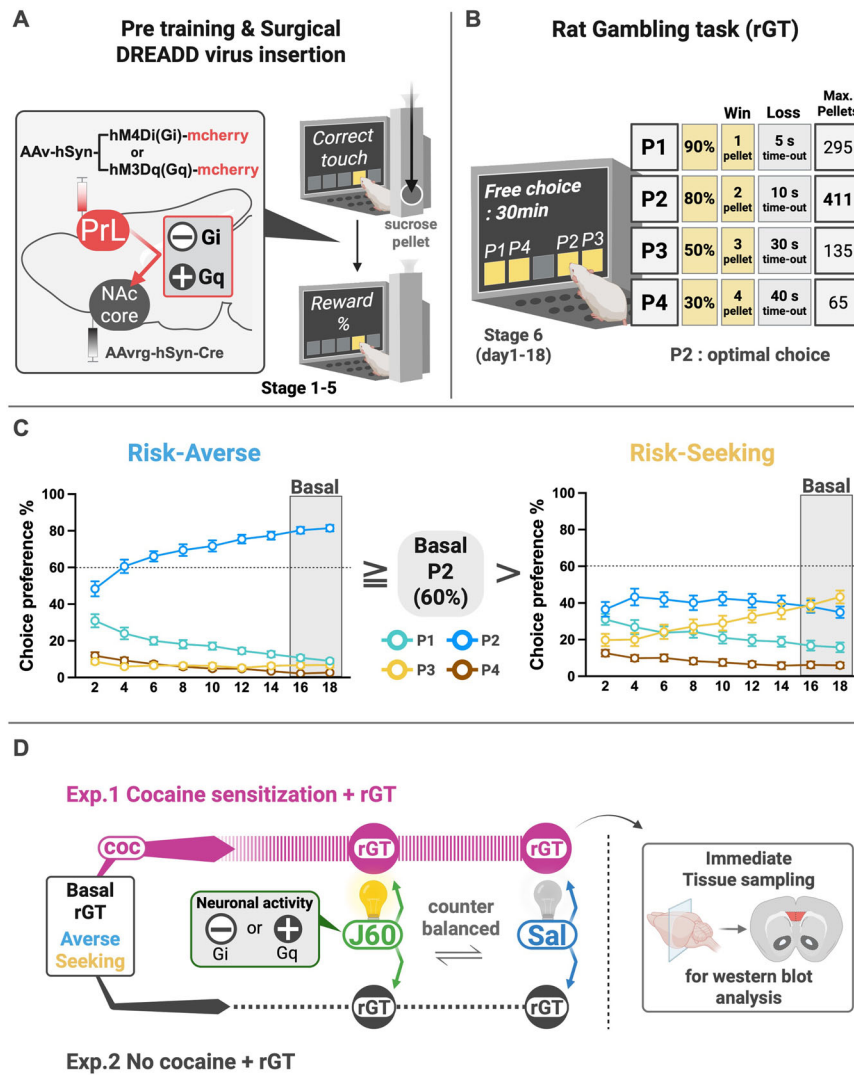 A
Pre training & Surgical
DREADD virus insertion
AAv-hSyn-
hM4Di(Gi)-mcherry
or
hM3Dq(Gq)-mcherry
PrL
− Gi
+ Gq
NAc
core
AAvrg-hSyn-Cre
Correct
touch
sucrose
pellet
Reward
%
Stage 1-5
B
Rat Gambling task (rGT)
Free choice
: 30min
P1 P4 P2 P3
Stage 6
(day1-18)
Win Loss Max. Pellets
P1 90% 1 pellet 5 s time-out 295
P2 80% 2 pellet 10 s time-out 411
P3 50% 3 pellet 30 s time-out 135
P4 30% 4 pellet 40 s time-out 65
P2 : optimal choice
C
Risk-Averse
Basal
Choice preference %
100
80
60
40
20
0
2 4 6 8 10 12 14 16 18
≧
Basal
P2
(60%)
>
P1 P2
P3 P4
Risk-Seeking
Basal
Choice preference %
100
80
60
40
20
0
2 4 6 8 10 12 14 16 18
D
Exp.1 Cocaine sensitization + rGT
coc
rGT
rGT
Basal
rGT
Averse
Seeking
Neuronal activity
− or +
Gi Gq
J60
counter
balanced
Sal
rGT
rGT
Exp.2 No cocaine + rGT
Immediate
Tissue sampling
for western blot
analysis